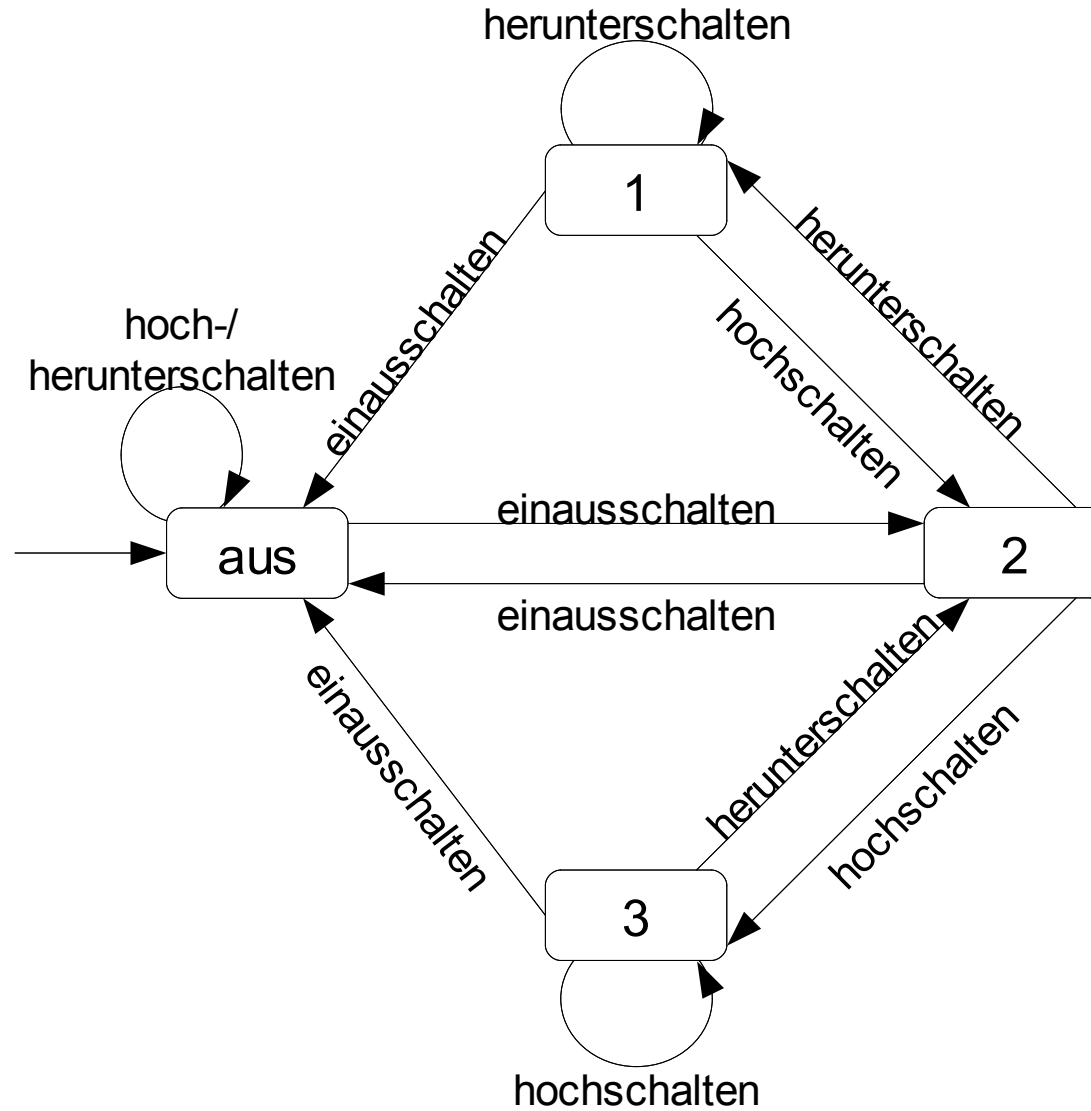 herunterschalten
1
herunterschalten
einausschalten
hochschalten
hoch-/
herunterschalten
einausschalten
aus
2
einausschalten
einausschalten
herunterschalten
hochschalten
3
hochschalten